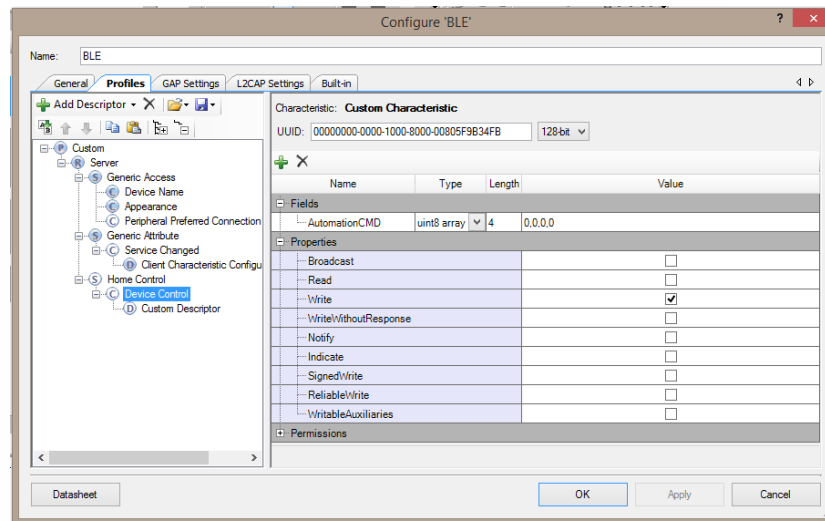 Configure 'BLE'
? ×
Name: BLE
General Profiles GAP Settings L2CAP Settings Built-in
Add Descriptor
Custom
Server
Generic Access
Device Name
Appearance
Peripheral Preferred Connection
Generic Attribute
Service Changed
Client Characteristic Configu
Home Control
Device Control
Custom Descriptor
Characteristic: Custom Characteristic
UUID: 00000000-0000-1000-8000-00805F9B34FB 128-bit
Name Type Length Value
Fields
AutomationCMD uint8 array 4 0,0,0,0
Properties
Broadcast
Read
Write
WriteWithoutResponse
Notify
Indicate
SignedWrite
ReliableWrite
WritableAuxiliaries
Permissions
Datasheet OK Apply Cancel